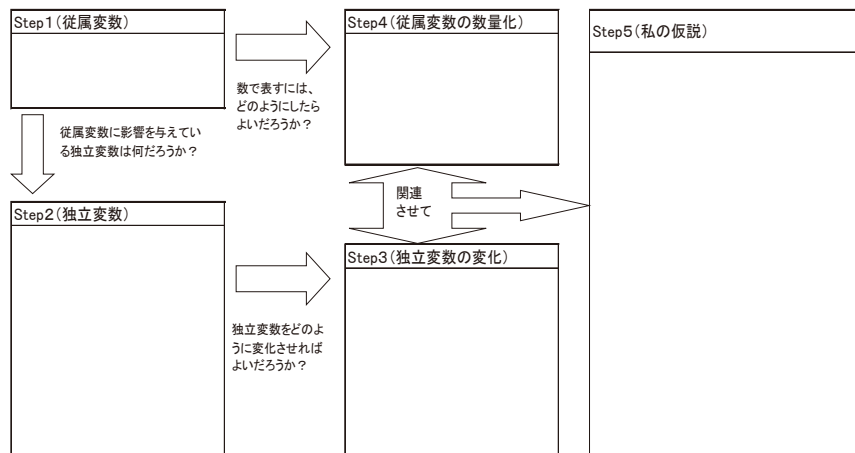 Step1(従属変数)
数で表すには、
どのようにしたら
よいだろうか？
Step4(従属変数の数量化)
Step5(私の仮説)
従属変数に影響を与えてい
る独立変数は何だろうか？
関連
させて
Step2(独立変数)
独立変数をどのよ
うに変化させれば
よいだろうか？
Step3(独立変数の変化)